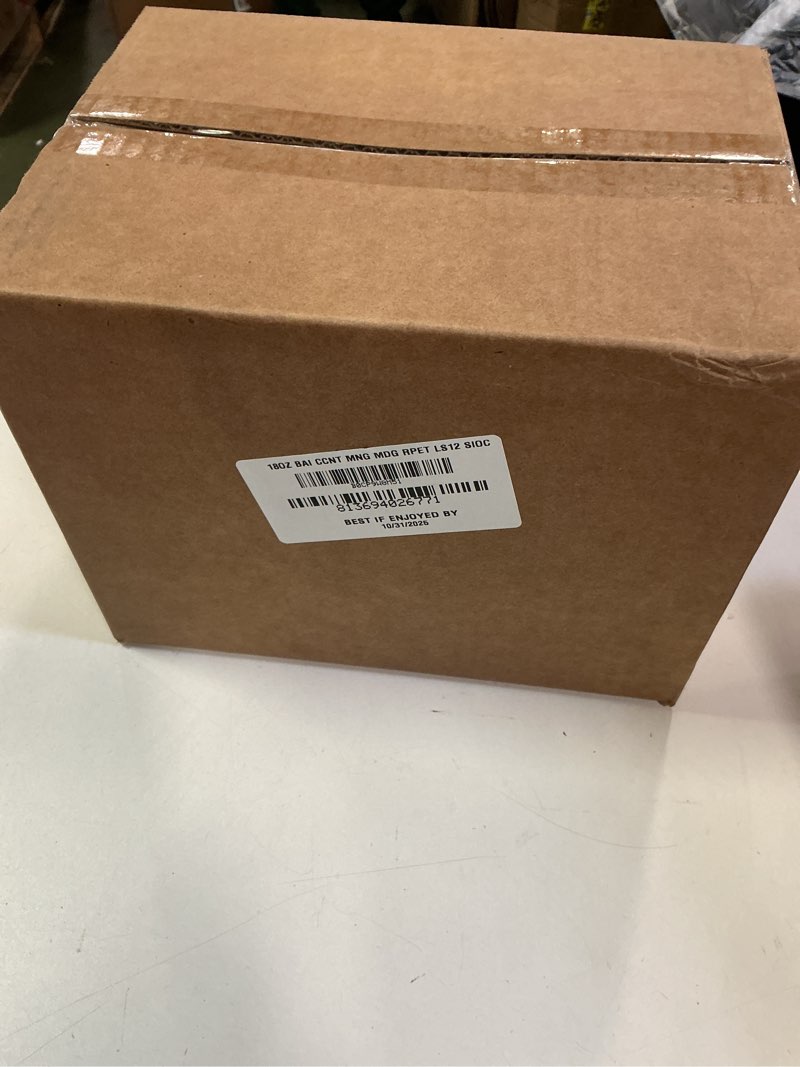 18OZ BAI CCNT MNG MDG RPET LS12 SIOC
813694026771
BEST IF ENJOYED BY
10/31/2025